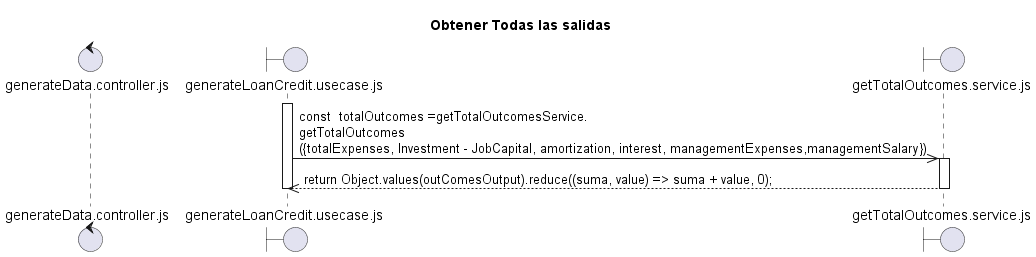 Obtener Todas las salidas
generateData.controller.js generateLoanCredit.usecase.js getTotalOutcomes.service.js
const  totalOutcomes =getTotalOutcomesService.
getTotalOutcomes
({totalExpenses, Investment - JobCapital, amortization, interest, managementExpenses,managementSalary})
return Object.values(outComesOutput).reduce((suma, value) => suma + value, 0);
generateData.controller.js generateLoanCredit.usecase.js getTotalOutcomes.service.js